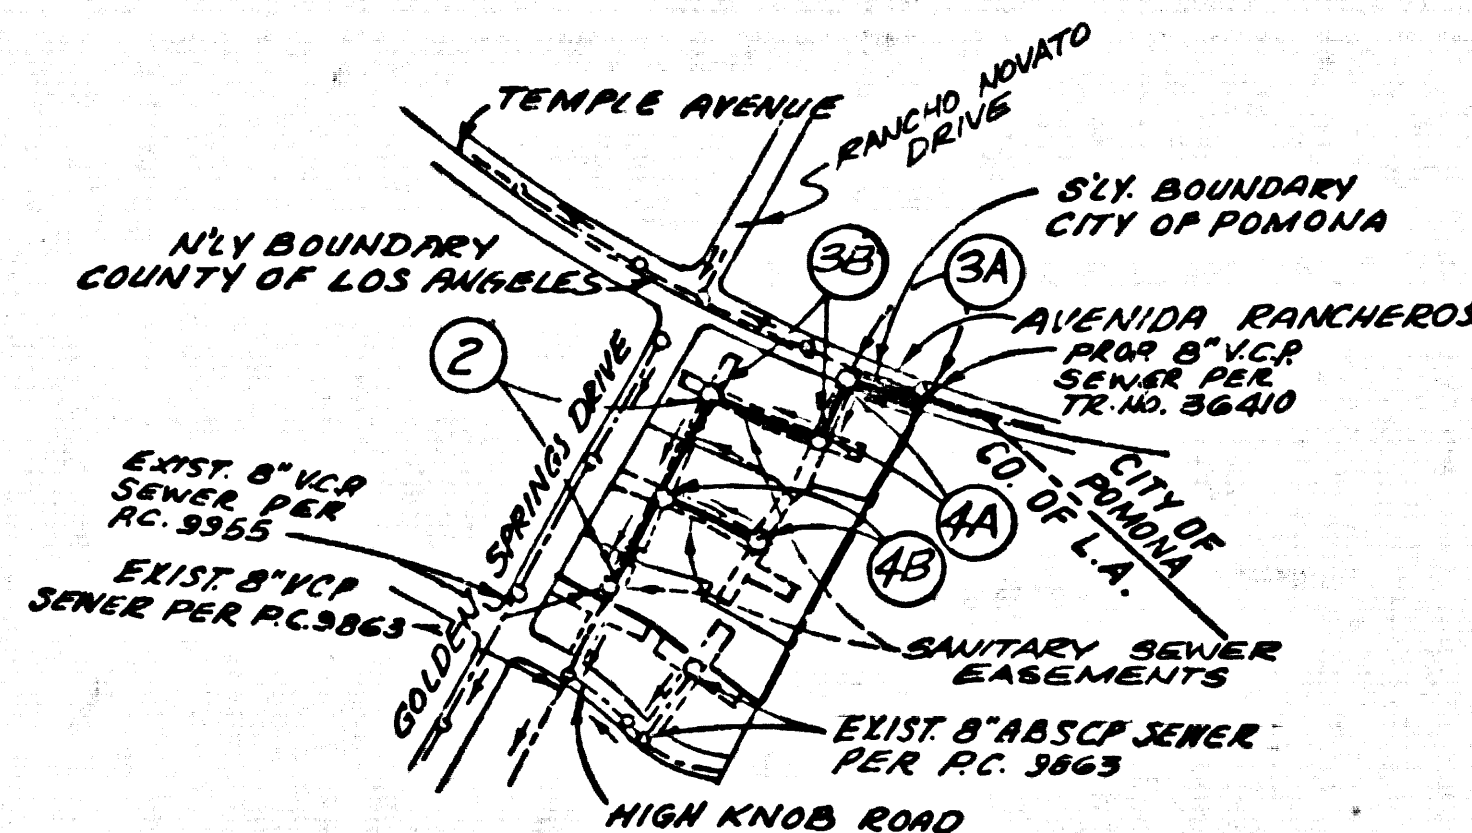 TEMPLE AVENUE
RANCHO NOVATO
DRIVE
S'LY. BOUNDARY
CITY OF POMONA
N'LY BOUNDARY
COUNTY OF LOS ANGELES
3B
3A
AVENIDA RANCHEROS
PROP. 8" V.C.P.
SEWER PER
TR. NO. 36410
2
GOLDEN SPRINGS DRIVE
EXIST. 8" V.C.P.
SEWER PER
P.C. 9955
EXIST. 8" VCP
SEWER PER P.C. 9863
4A
4B
CITY OF
POMONA
CO. OF
L.A.
SANITARY SEWER
EASEMENTS
EXIST. 8" ABSCP SEWER
PER P.C. 9863
HIGH KNOB ROAD